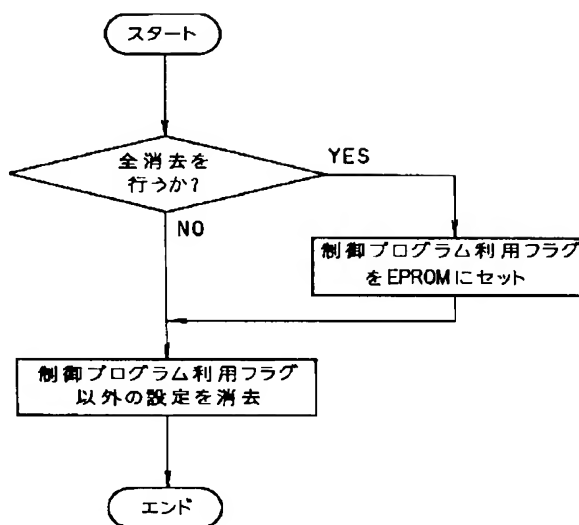 スタート
全消去を
行うか?
YES
NO
制御プログラム利用フラグ
をEPROMにセット
制御プログラム利用フラグ
以外の設定を消去
エンド